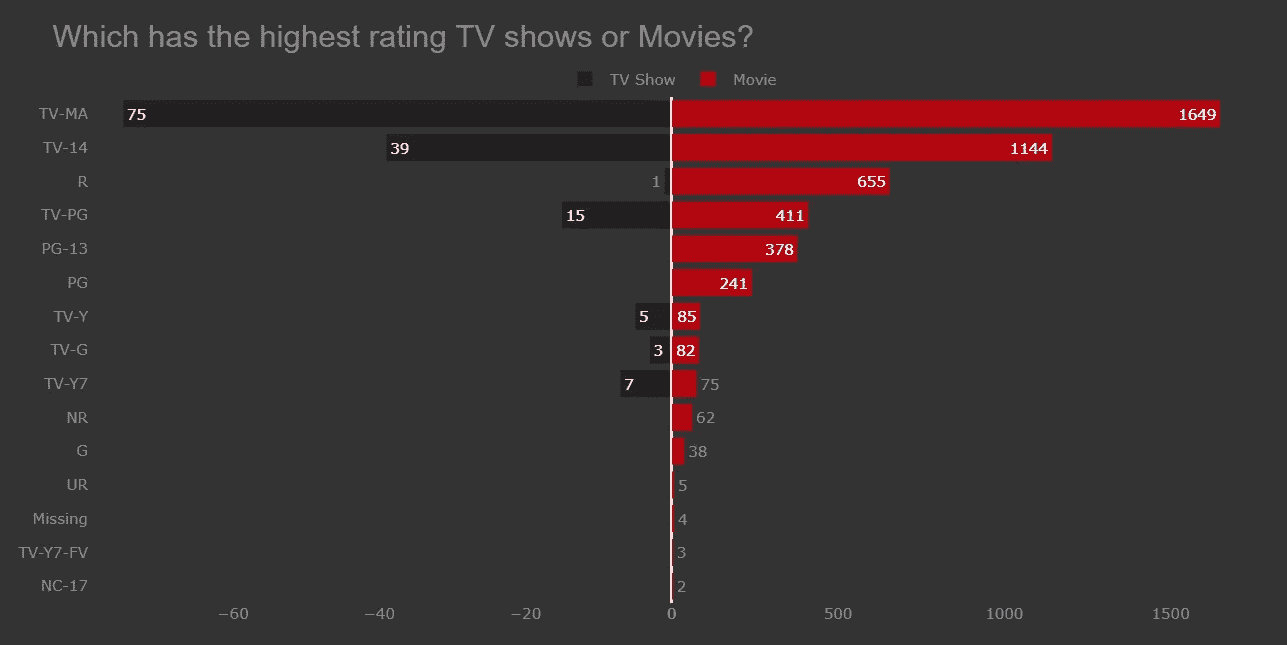 Which has the highest rating TV shows or Movies?
TV Show Movie
TV-MA 75 1649
TV-14 39 1144
R 1 655
TV-PG 15 411
PG-13 378
PG 241
TV-Y 5 85
TV-G 3 82
TV-Y7 7 75
NR 62
G 38
UR 5
Missing 4
TV-Y7-FV 3
NC-17 2
−60 −40 −20 0 500 1000 1500